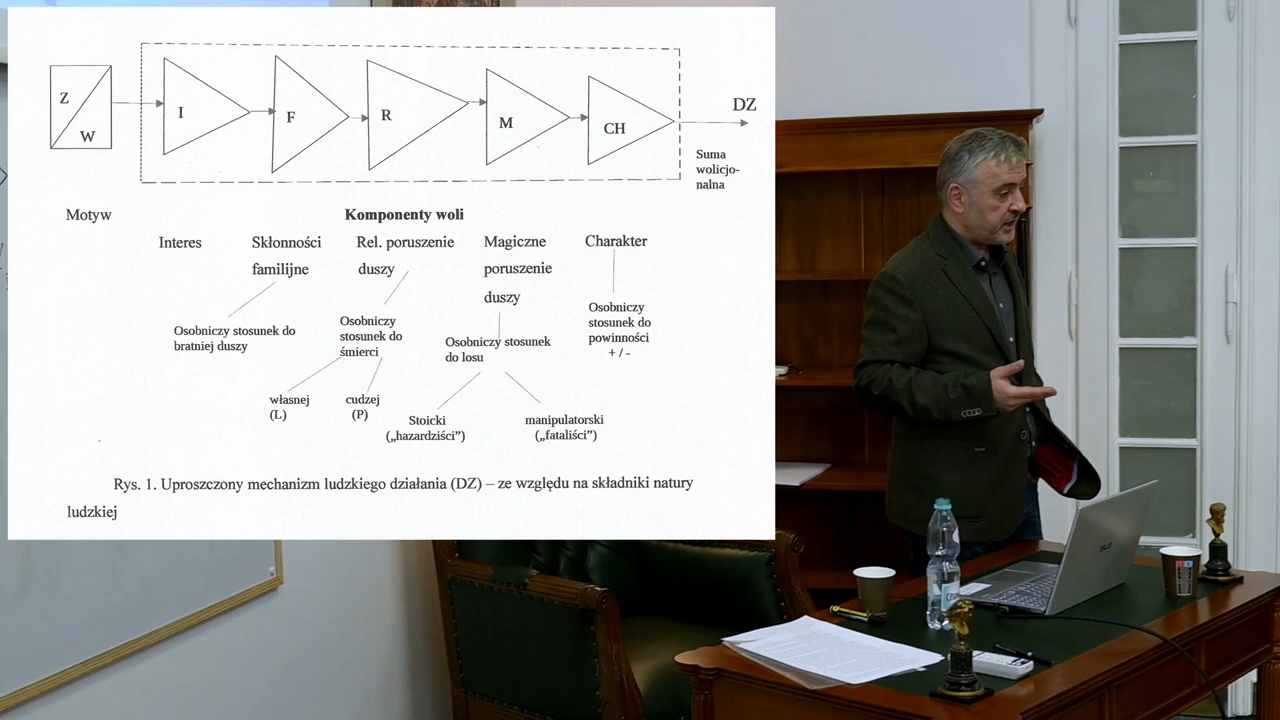 Z
W
I
F
R
M
CH
DZ
Suma
wolicjo-
nalna
Motyw
Komponenty woli
Interes
Skłonności
familijne
Rel. poruszenie
duszy
Magiczne
poruszenie
duszy
Charakter
Osobniczy stosunek do
bratniej duszy
Osobniczy
stosunek do
śmierci
Osobniczy stosunek
do losu
Osobniczy
stosunek do
powinności
+ / -
własnej
(L)
cudzej
(P)
Stoicki
(„hazardziści”)
manipulatorski
(„fataliści”)
Rys. 1. Uproszczony mechanizm ludzkiego działania (DZ) – ze względu na składniki natury
ludzkiej
ASUS